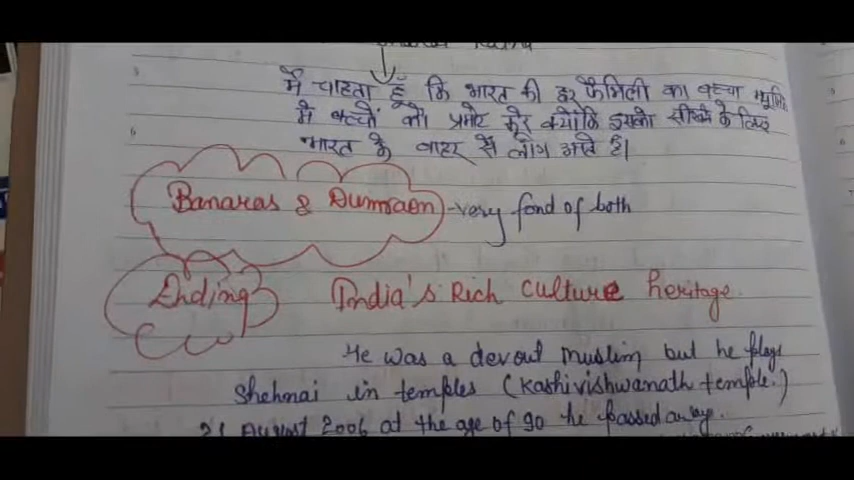 मै चाहता हूँ कि भारत की हर फैमिली का बच्चा
में बच्चों को प्रमोट करे क्योंकि इसको सीखने के लिए
भारत के बाहर से लोग आते है।
Banaras & Dumraon - very fond of both
Ending India's Rich culture heritage.
He was a devout muslim but he plays
shehnai in temples (Kashivishwanath temple.)
21 August 2006 at the age of 90 he passed away.